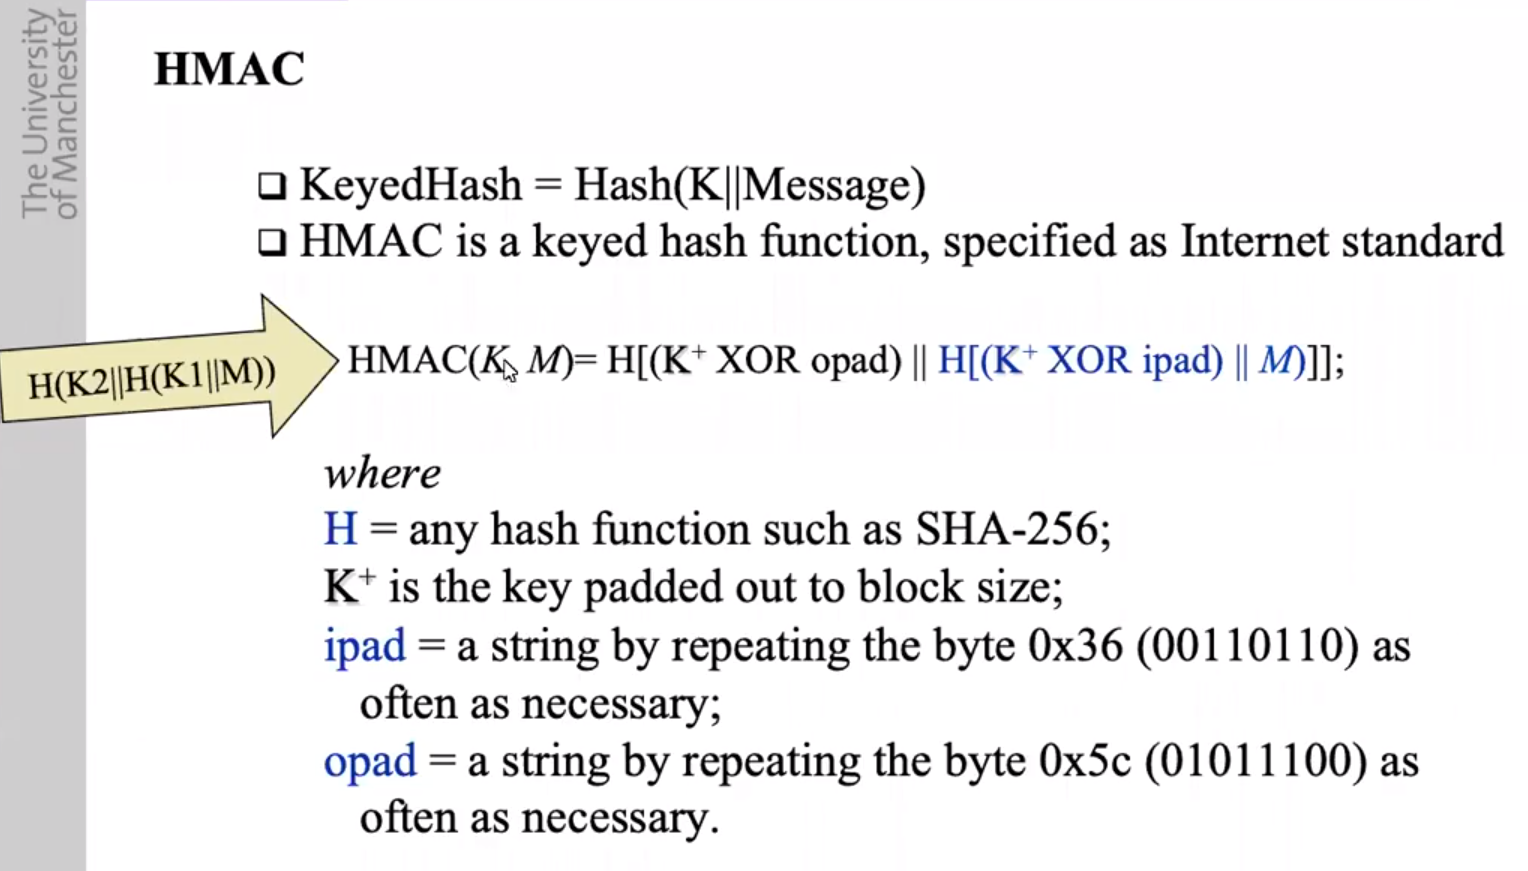 The University
of Manchester
HMAC
❑ KeyedHash = Hash(K||Message)
❑ HMAC is a keyed hash function, specified as Internet standard
H(K2||H(K1||M))
HMAC(K, M)= H[(K⁺ XOR opad) || H[(K⁺ XOR ipad) || M)]];
where
H = any hash function such as SHA-256;
K⁺ is the key padded out to block size;
ipad = a string by repeating the byte 0x36 (00110110) as
often as necessary;
opad = a string by repeating the byte 0x5c (01011100) as
often as necessary.